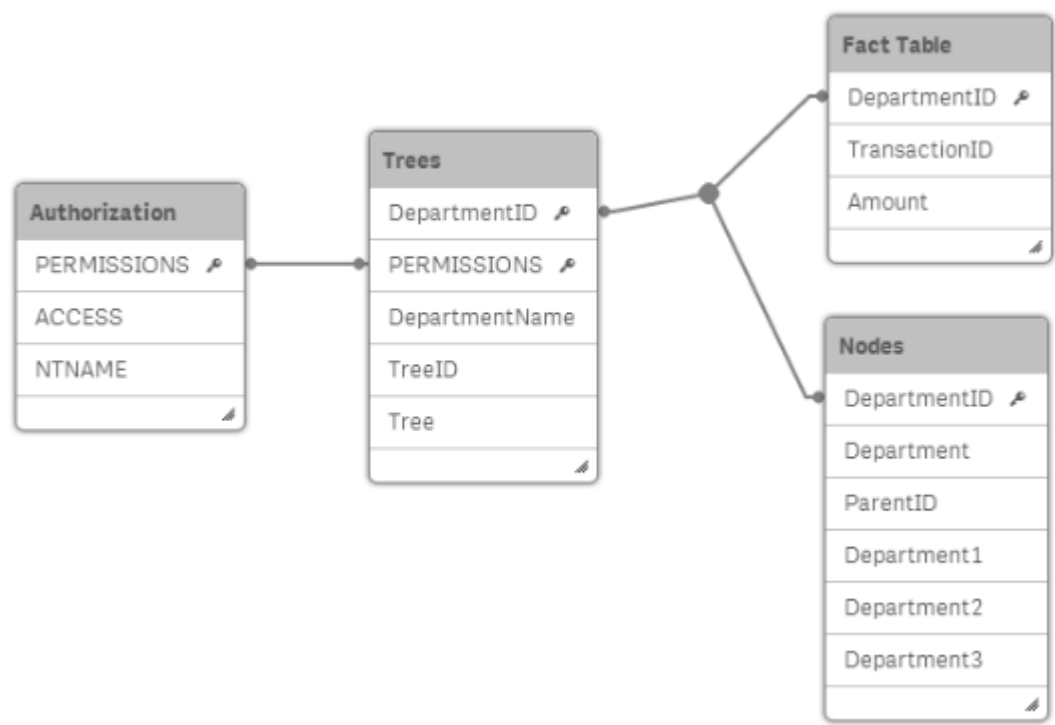 Authorization
PERMISSIONS
ACCESS
NTNAME
Trees
DepartmentID
PERMISSIONS
DepartmentName
TreeID
Tree
Fact Table
DepartmentID
TransactionID
Amount
Nodes
DepartmentID
Department
ParentID
Department1
Department2
Department3